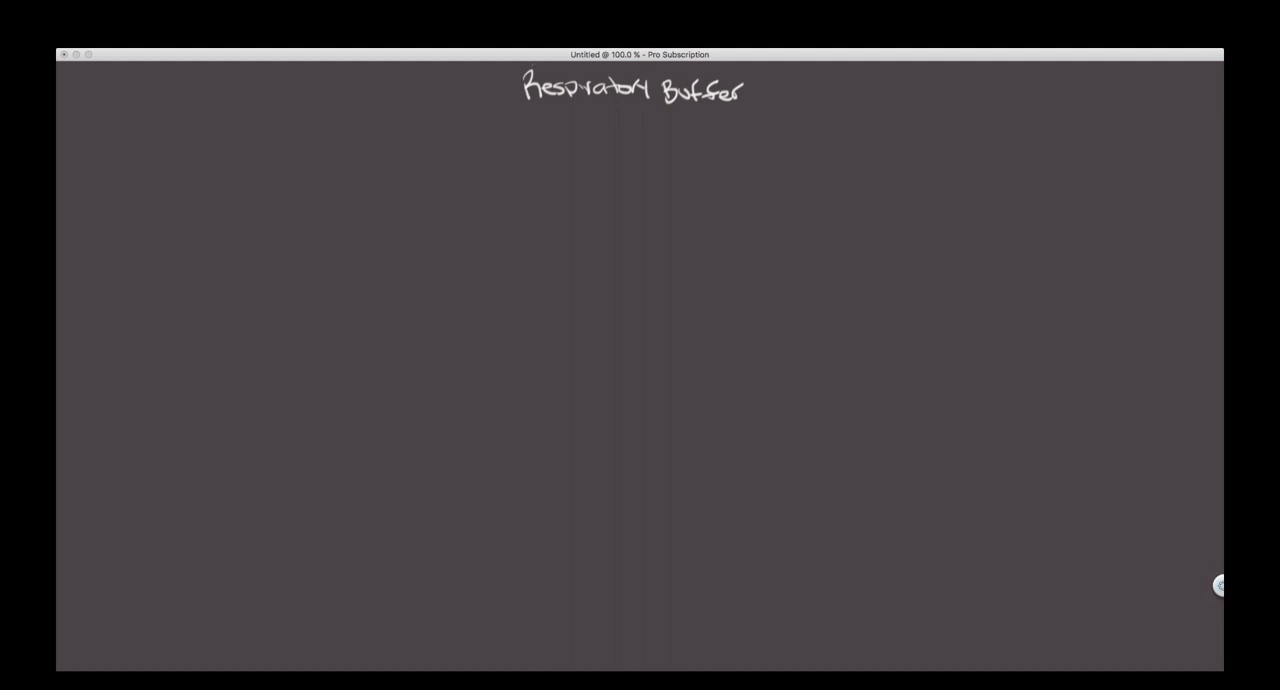 Untitled @ 100.0 % - Pro Subscription
Respiratory Buffer